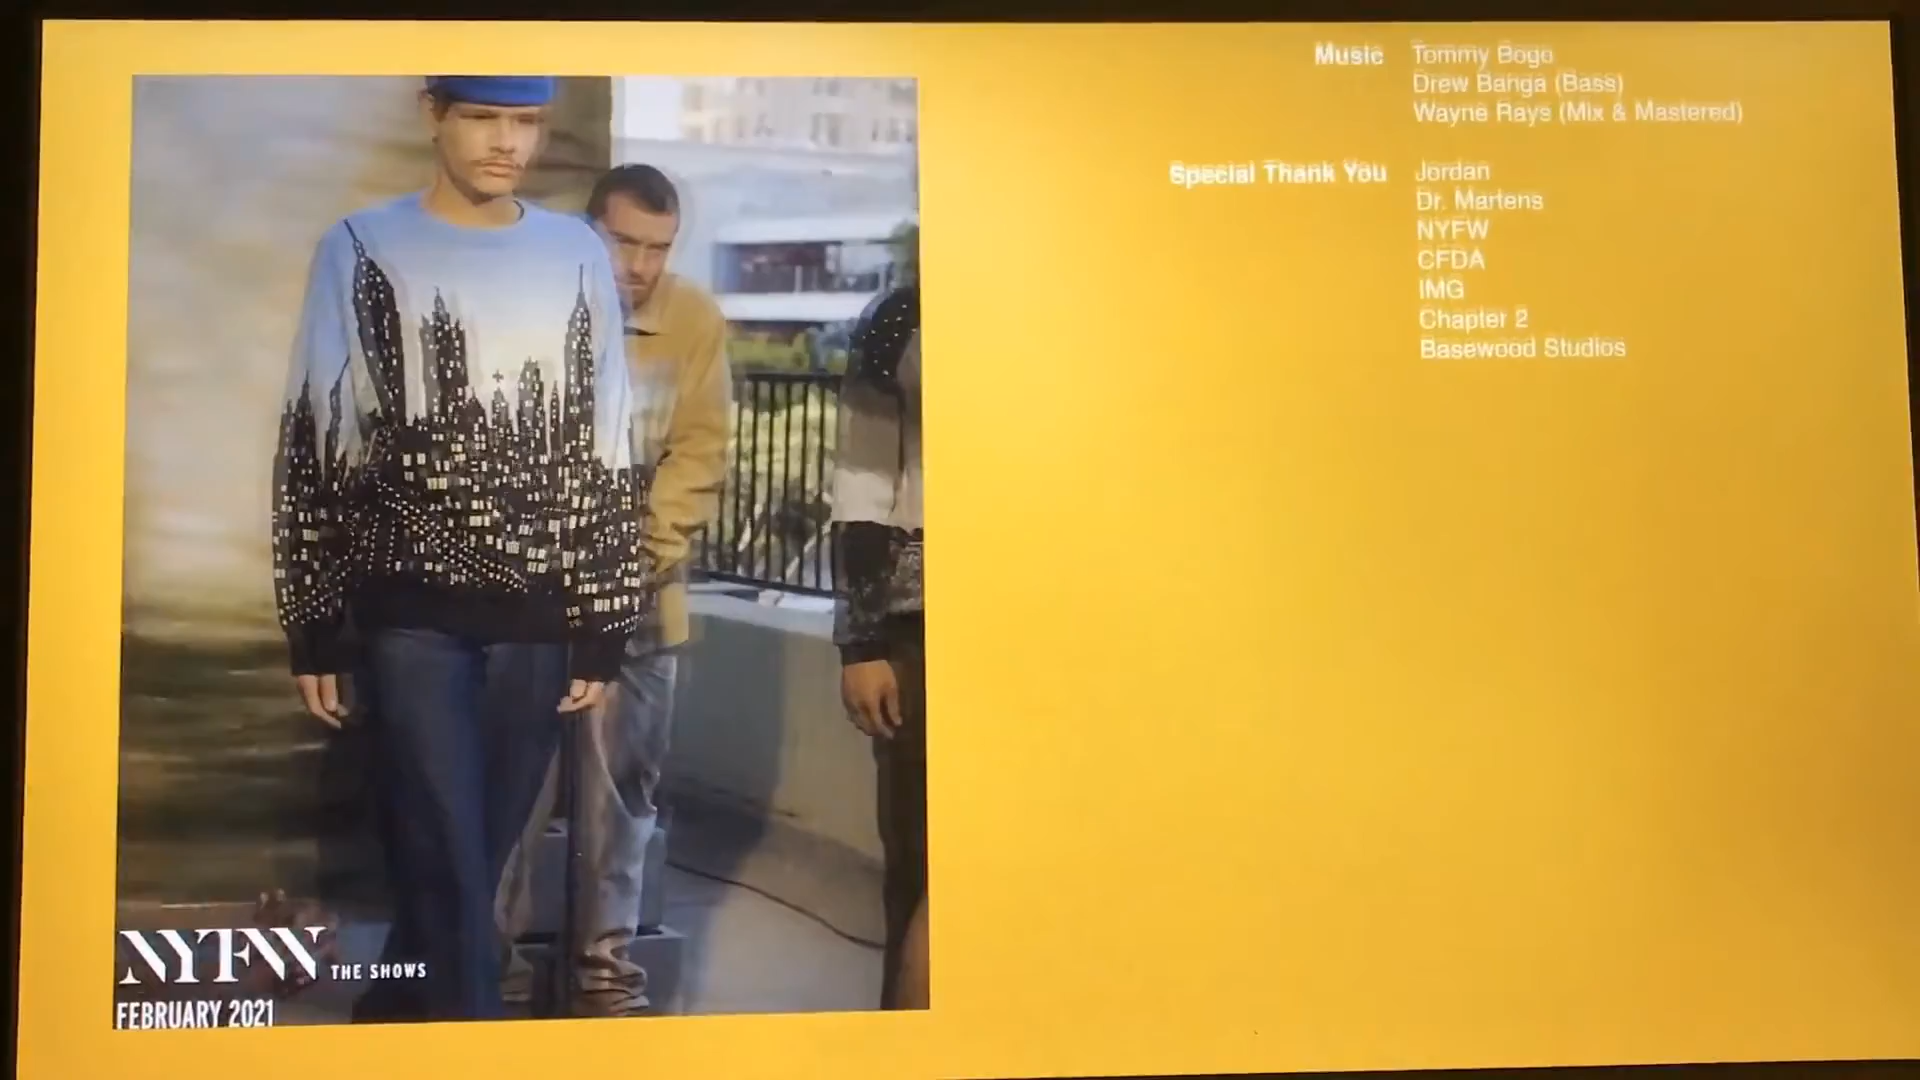 Music Tommy Bogo
Drew Banga (Bass)
Wayne Rays (Mix & Mastered)
Special Thank You Jordan
Dr. Martens
NYFW
CFDA
IMG
Chapter 2
Basewood Studios
NYFW THE SHOWS
FEBRUARY 2021